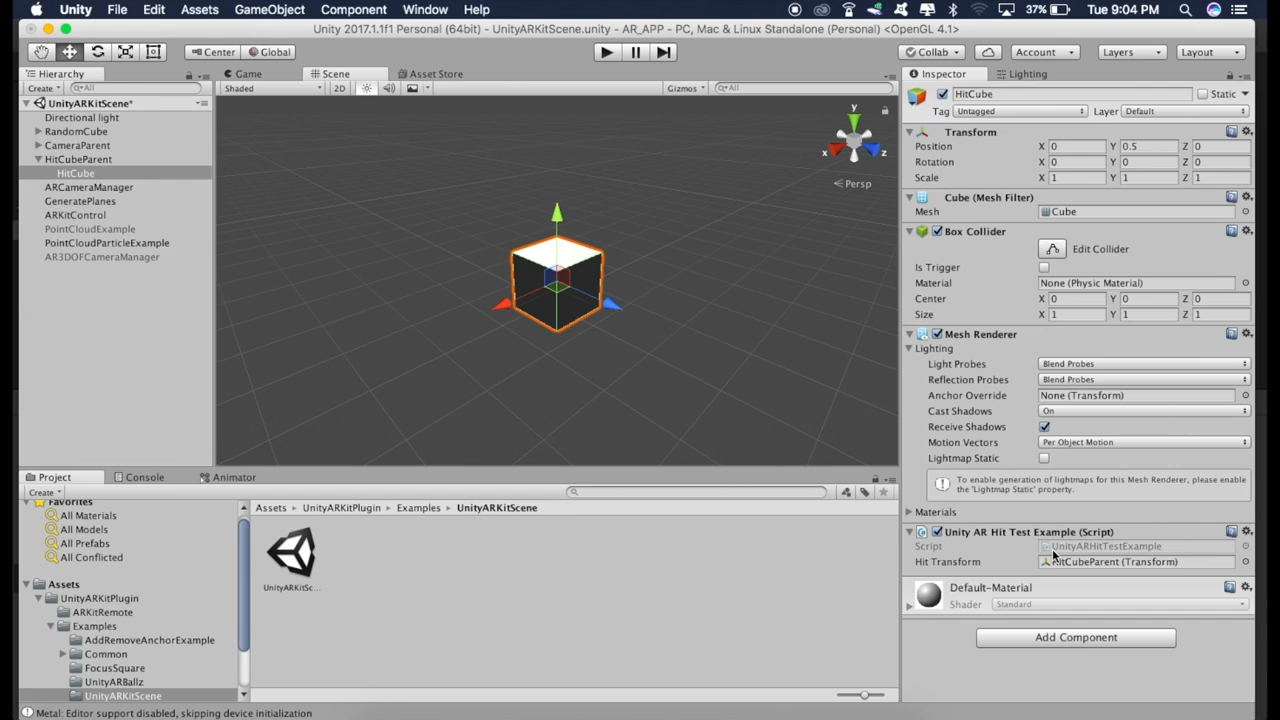 Unity File Edit Assets GameObject Component Window Help 37% Tue 9:04 PM
Unity 2017.1.1f1 Personal (64bit) - UnityARKitScene.unity - AR_APP - PC, Mac & Linux Standalone (Personal) <OpenGL 4.1>
Center Global Collab Account Layers Layout
Hierarchy
Create All
UnityARKitScene*
Directional light
RandomCube
CameraParent
HitCubeParent
HitCube
ARCameraManager
GeneratePlanes
ARKitControl
PointCloudExample
PointCloudParticleExample
AR3DOFCameraManager
Game Scene Asset Store
Shaded 2D Gizmos All
y
x z
Persp
Inspector Lighting
HitCube Static
Tag Untagged Layer Default
Transform
Position X 0 Y 0.5 Z 0
Rotation X 0 Y 0 Z 0
Scale X 1 Y 1 Z 1
Cube (Mesh Filter)
Mesh Cube
Box Collider
Edit Collider
Is Trigger
Material None (Physic Material)
Center X 0 Y 0 Z 0
Size X 1 Y 1 Z 1
Mesh Renderer
Lighting
Light Probes Blend Probes
Reflection Probes Blend Probes
Anchor Override None (Transform)
Cast Shadows On
Receive Shadows
Motion Vectors Per Object Motion
Lightmap Static
To enable generation of lightmaps for this Mesh Renderer, please enable
the 'Lightmap Static' property.
Materials
Unity AR Hit Test Example (Script)
Script UnityARHitTestExample
Hit Transform HitCubeParent (Transform)
Default-Material
Shader Standard
Add Component
Project Console Animator
Create
Favorites
All Materials
All Models
All Prefabs
All Conflicted
Assets
UnityARKitPlugin
ARKitRemote
Examples
AddRemoveAnchorExample
Common
FocusSquare
UnityARBallz
UnityARKitScene
Assets UnityARKitPlugin Examples UnityARKitScene
UnityARKitSc...
Metal: Editor support disabled, skipping device initialization